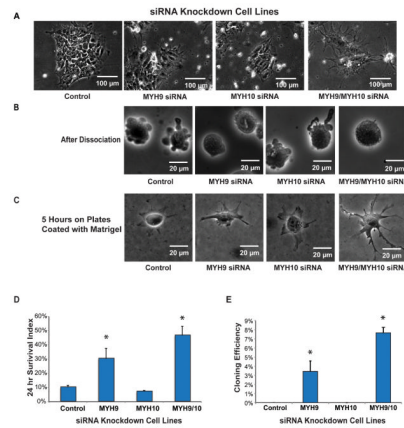 siRNA Knockdown Cell Lines
A
100 µm
100 µm
100 µm
100 µm
Control
MYH9 siRNA
MYH10 siRNA
MYH9/MYH10 siRNA
B
After Dissociation
20 µm
20 µm
20 µm
20 µm
Control
MYH9 siRNA
MYH10 siRNA
MYH9/MYH10 siRNA
C
5 Hours on Plates
Coated with Matrigel
20 µm
20 µm
20 µm
20 µm
Control
MYH9 siRNA
MYH10 siRNA
MYH9/MYH10 siRNA
D
24 hr Surivival Index
60%
50%
40%
30%
20%
10%
0%
*
*
Control
MYH9
MYH10
MYH9/10
siRNA Knockdown Cell Lines
E
Cloning Efficiency
9%
8%
7%
6%
5%
4%
3%
2%
1%
0%
*
*
Control
MYH9
MYH10
MYH9/10
siRNA Knockdown Cell Lines